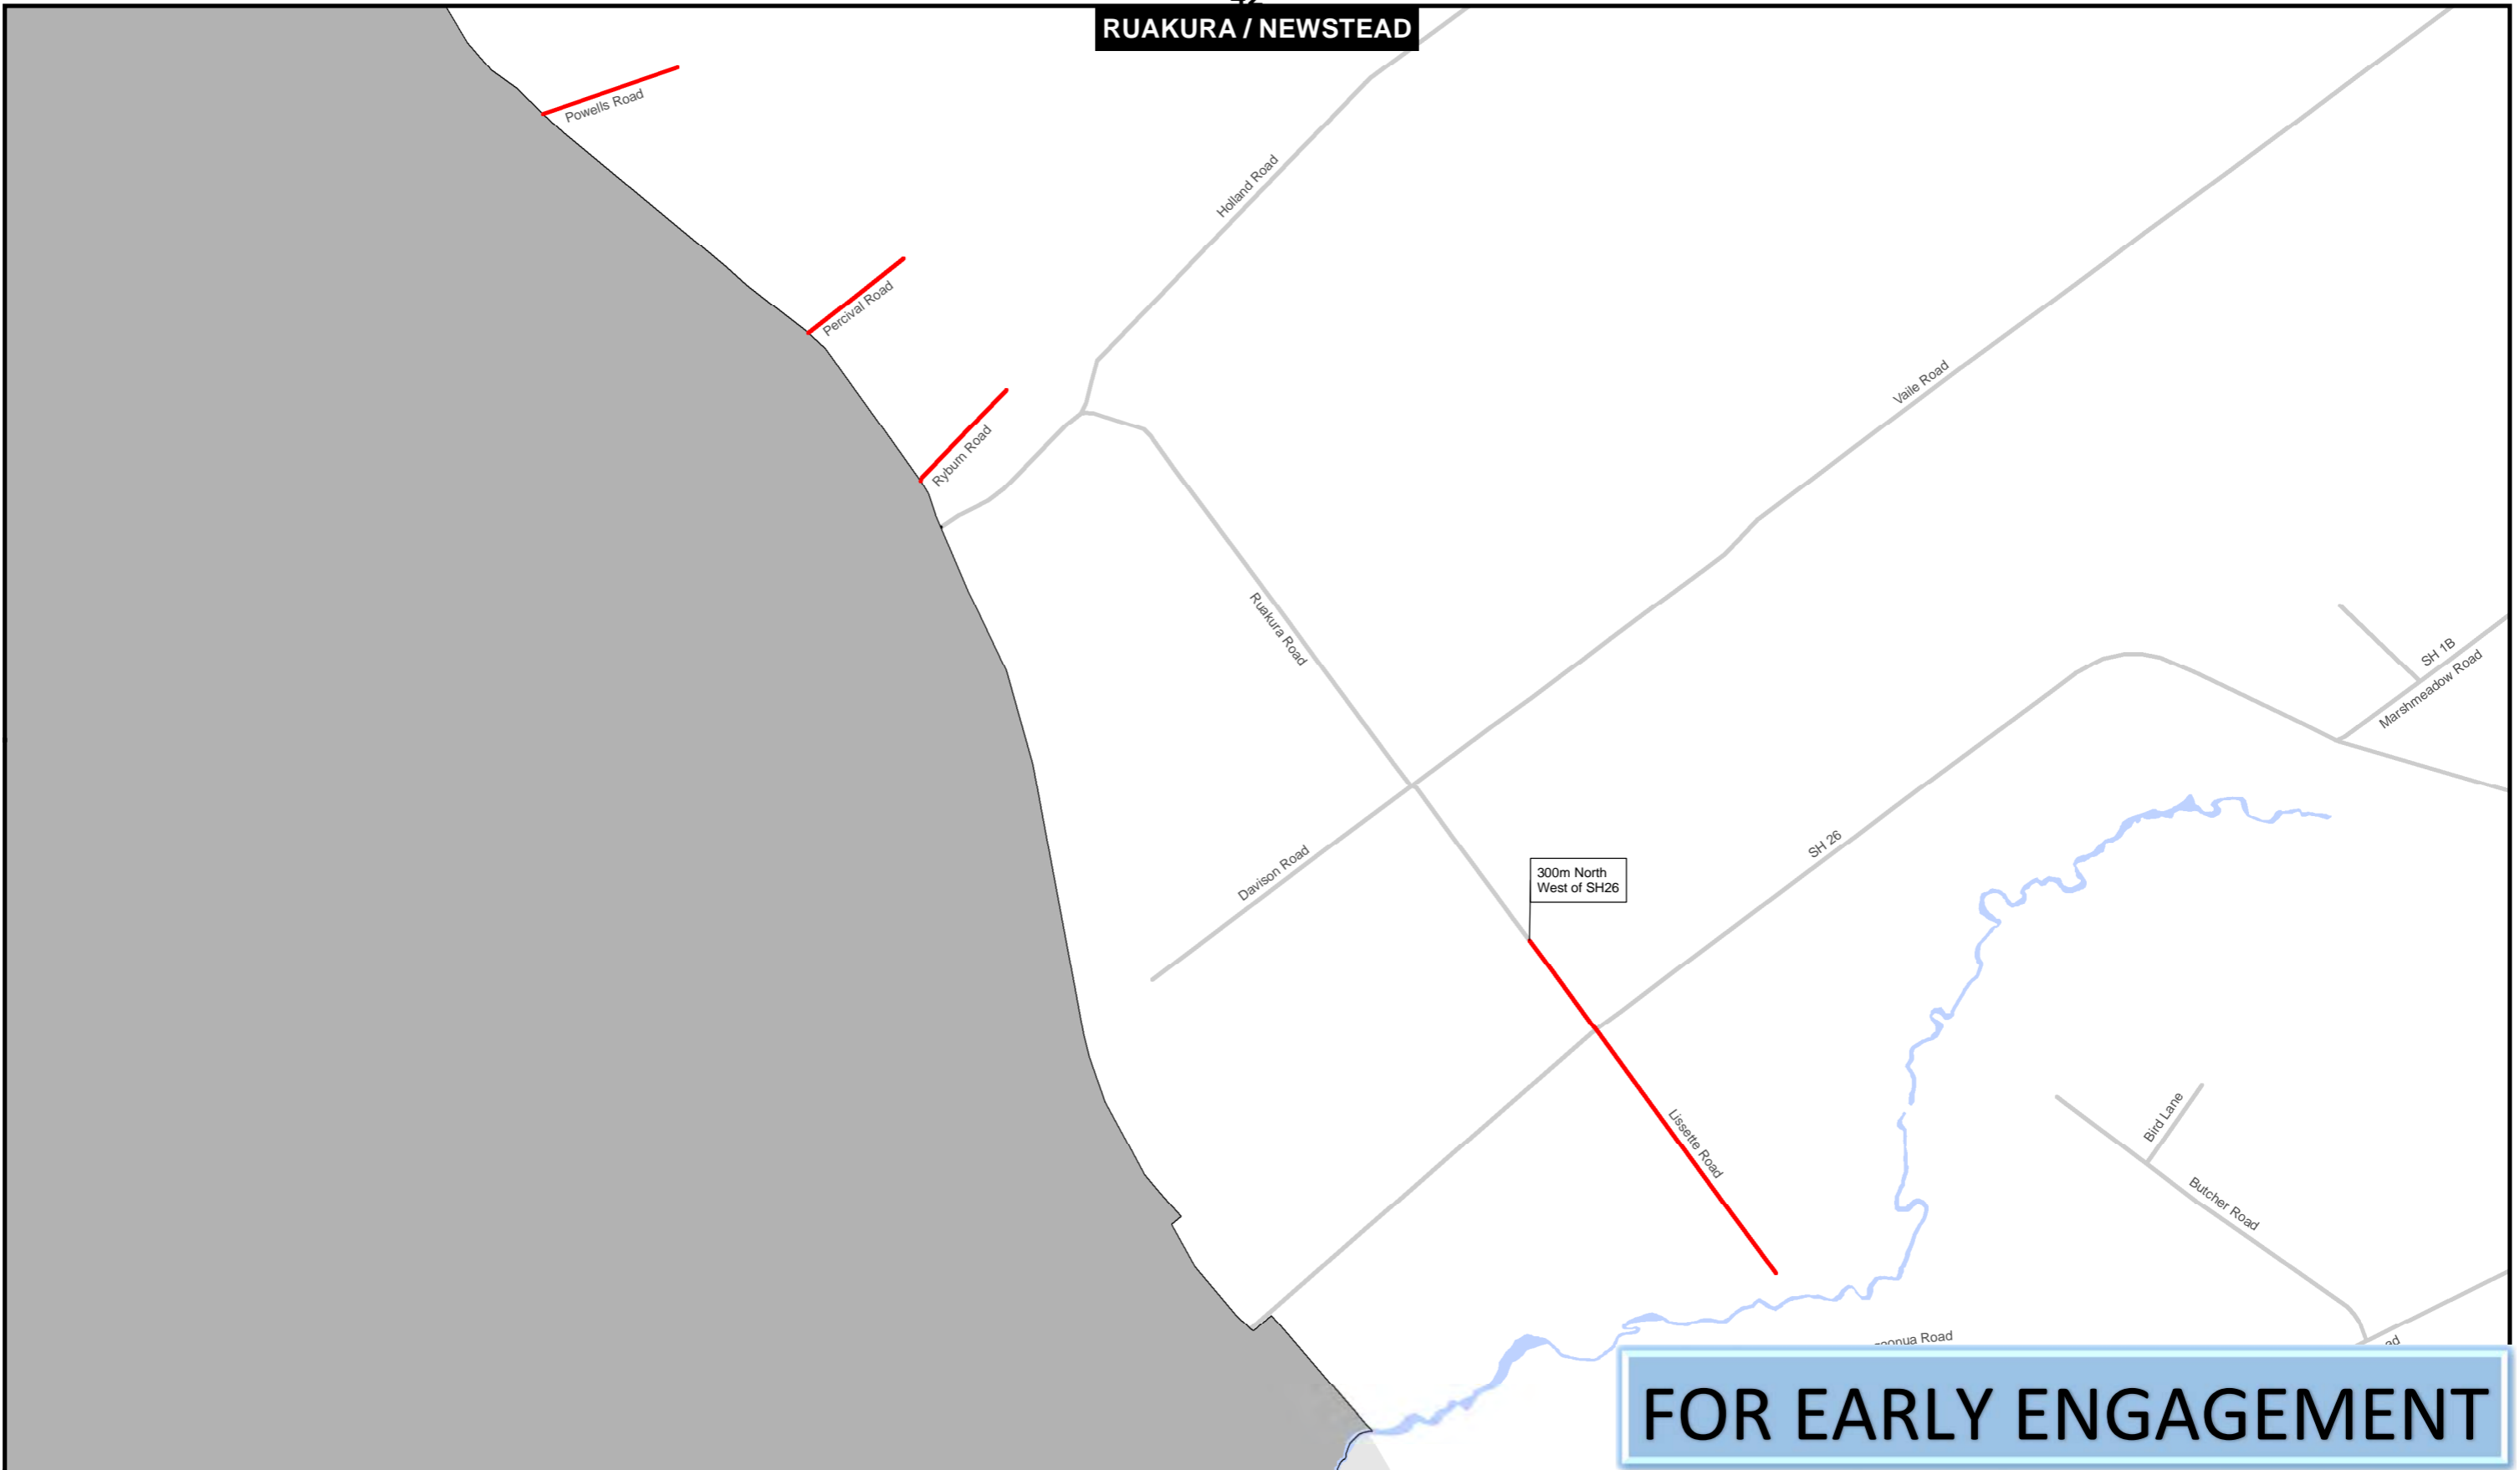 RUAKURA / NEWSTEAD
Powells Road
Holland Road
Percival Road
Vaile Road
Ryburn Road
Ruakura Road
SH 1B
Marshmeadow Road
Davison Road
SH 26
300m North
West of SH26
Lissette Road
Bird Lane
Butcher Road
Road
FOR EARLY ENGAGEMENT